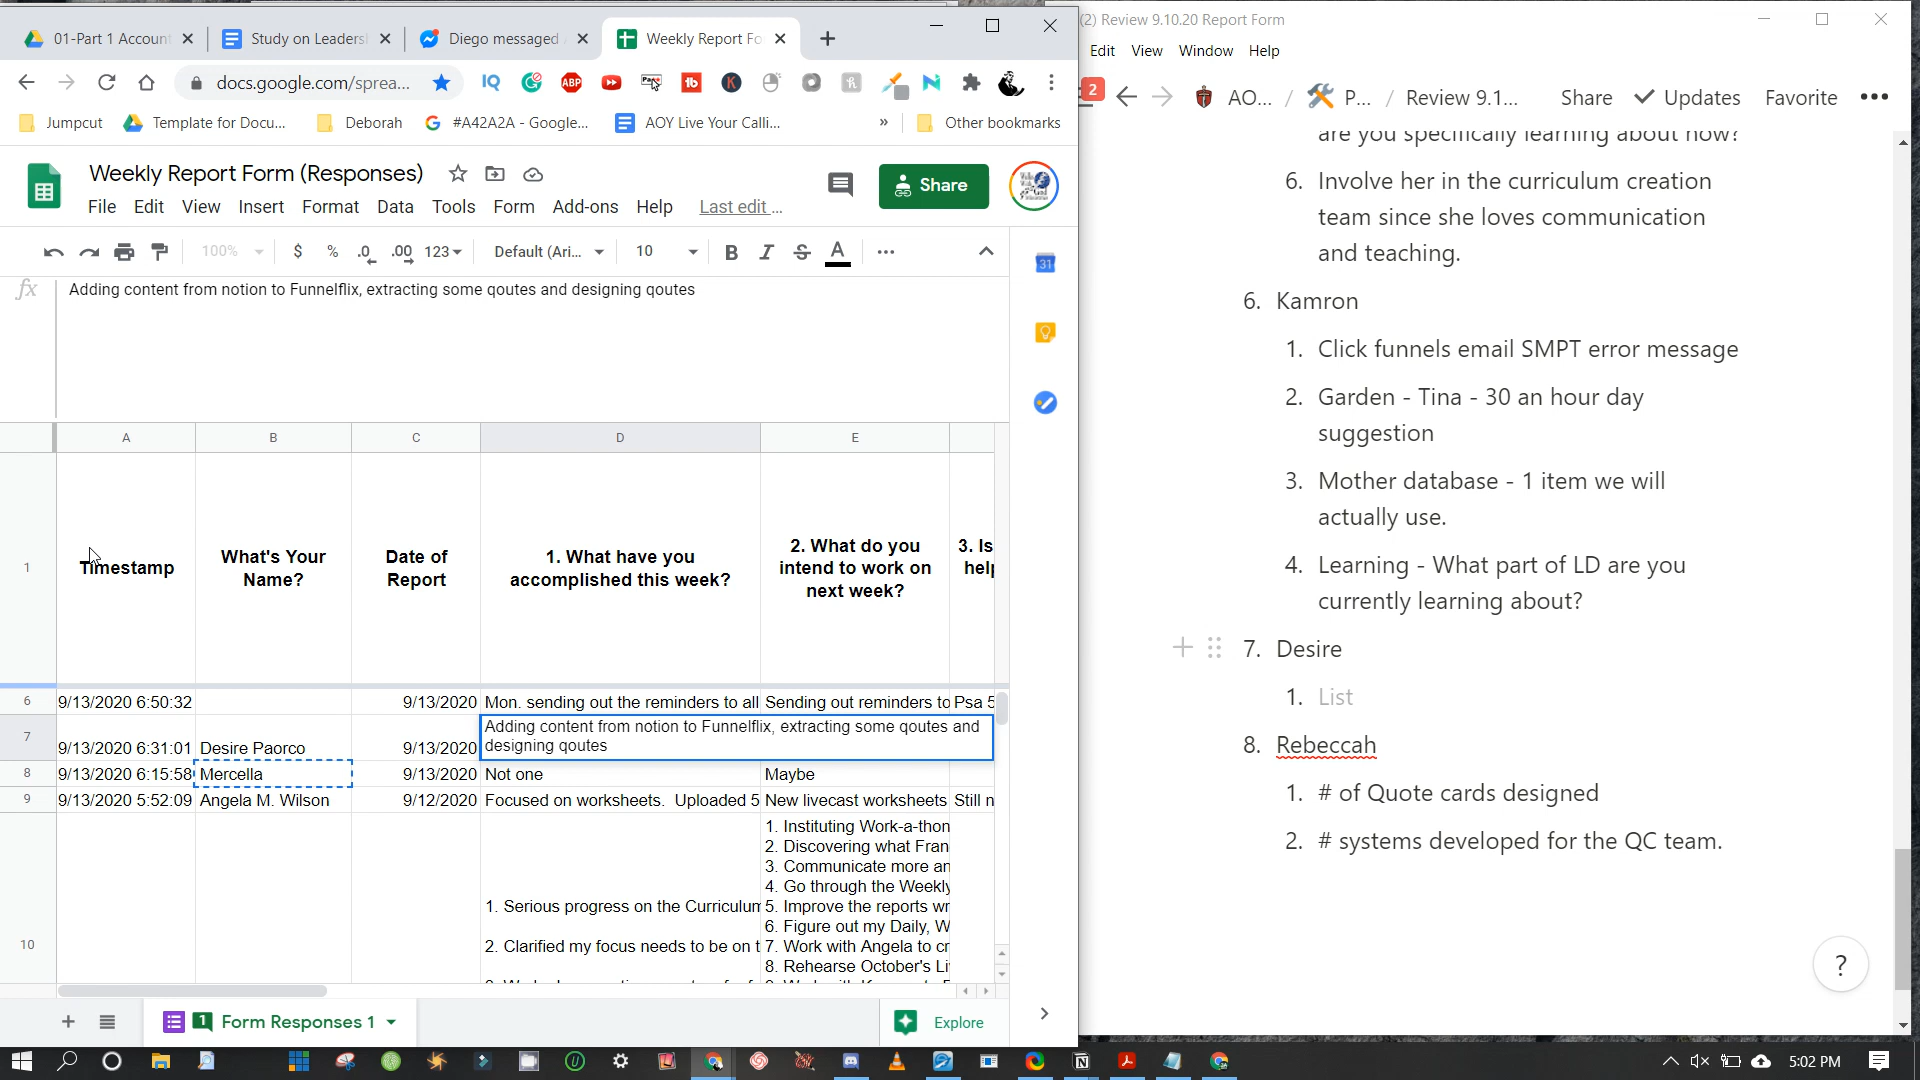 01-Part 1 Account
Study on Leaders
Diego messaged
Weekly Report Fo
docs.google.com/sprea...
Jumpcut
Template for Docu...
Deborah
#A42A2A - Google...
AOY Live Your Calli...
»
Other bookmarks
Weekly Report Form (Responses)
Share
File Edit View Insert Format Data Tools Form Add-ons Help Last edit ...
100% $ % .0 .00 123 Default (Ari... 10 B I S A
fx Adding content from notion to Funnelflix, extracting some qoutes and designing qoutes
A B C D E
1
Timestamp
What's Your
Name?
Date of
Report
1. What have you
accomplished this week?
2. What do you
intend to work on
next week?
3. Is
help
6 9/13/2020 6:50:32 9/13/2020 Mon. sending out the reminders to all Sending out reminders to Psa 5
7 9/13/2020 6:31:01 Desire Paorco 9/13/2020
Adding content from notion to Funnelflix, extracting some qoutes and
designing qoutes
8 9/13/2020 6:15:58 Mercella 9/13/2020 Not one Maybe
9 9/13/2020 5:52:09 Angela M. Wilson 9/12/2020 Focused on worksheets. Uploaded 5 New livecast worksheets Still n
10
1. Serious progress on the Curriculum
2. Clarified my focus needs to be on t
1. Instituting Work-a-thon
2. Discovering what Fran
3. Communicate more an
4. Go through the Weekly
5. Improve the reports wr
6. Figure out my Daily, W
7. Work with Angela to cr
8. Rehearse October's Li
Form Responses 1
1
Explore
(2) Review 9.10.20 Report Form
Edit View Window Help
2
AO... / P... / Review 9.1... Share Updates Favorite
are you specifically learning about now?
6. Involve her in the curriculum creation
team since she loves communication
and teaching.
6. Kamron
1. Click funnels email SMPT error message
2. Garden - Tina - 30 an hour day
suggestion
3. Mother database - 1 item we will
actually use.
4. Learning - What part of LD are you
currently learning about?
7. Desire
1. List
8. Rebeccah
1. # of Quote cards designed
2. # systems developed for the QC team.
?
5:02 PM